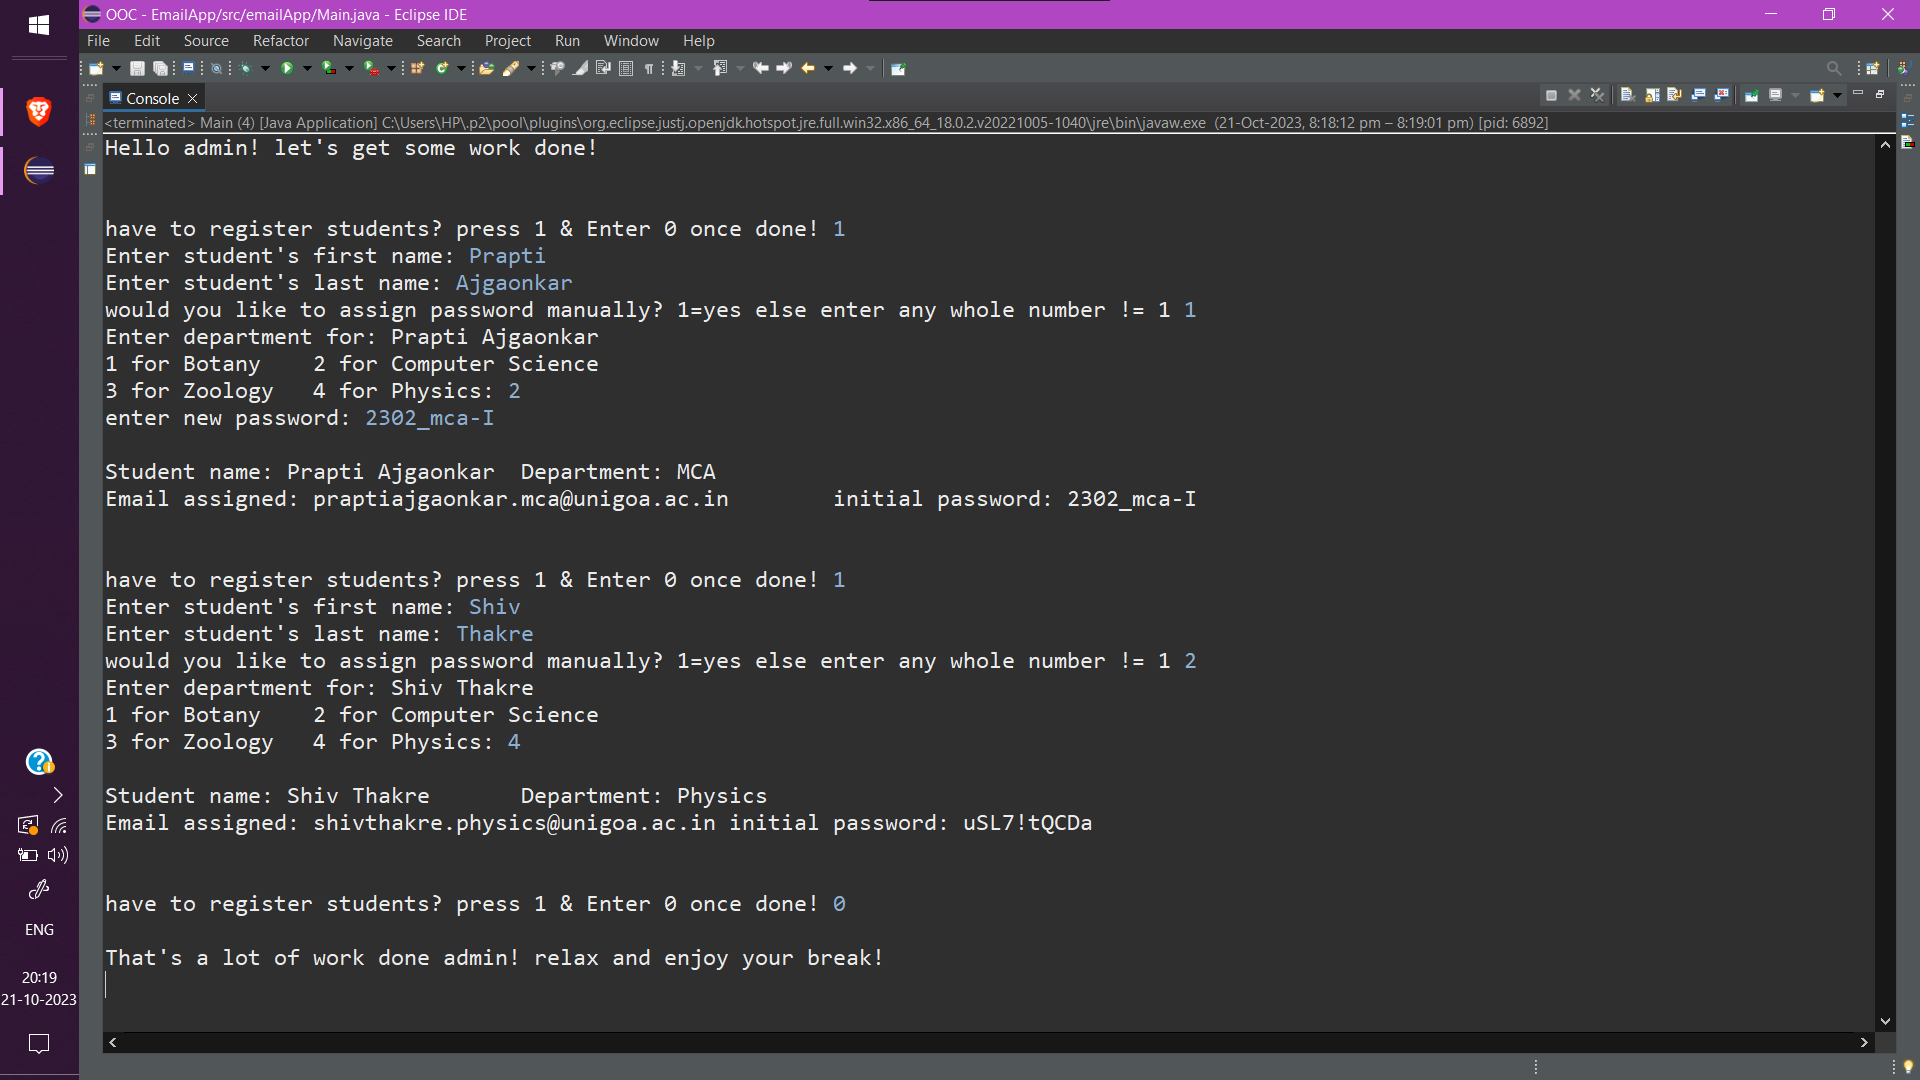 OOC - EmailApp/src/emailApp/Main.java - Eclipse IDE
File Edit Source Refactor Navigate Search Project Run Window Help
Console
<terminated> Main (4) [Java Application] C:\Users\HP\.p2\pool\plugins\org.eclipse.justj.openjdk.hotspot.jre.full.win32.x86_64_18.0.2.v20221005-1040\jre\bin\javaw.exe (21-Oct-2023, 8:18:12 pm – 8:19:01 pm) [pid: 6892]
Hello admin! let's get some work done!
have to register students? press 1 & Enter 0 once done! 1
Enter student's first name: Prapti
Enter student's last name: Ajgaonkar
would you like to assign password manually? 1=yes else enter any whole number != 1 1
Enter department for: Prapti Ajgaonkar
1 for Botany    2 for Computer Science
3 for Zoology   4 for Physics: 2
enter new password: 2302_mca-I
Student name: Prapti Ajgaonkar  Department: MCA
Email assigned: praptiajgaonkar.mca@unigoa.ac.in        initial password: 2302_mca-I
have to register students? press 1 & Enter 0 once done! 1
Enter student's first name: Shiv
Enter student's last name: Thakre
would you like to assign password manually? 1=yes else enter any whole number != 1 2
Enter department for: Shiv Thakre
1 for Botany    2 for Computer Science
3 for Zoology   4 for Physics: 4
Student name: Shiv Thakre       Department: Physics
Email assigned: shivthakre.physics@unigoa.ac.in initial password: uSL7!tQCDa
have to register students? press 1 & Enter 0 once done! 0
That's a lot of work done admin! relax and enjoy your break!
ENG
20:19
21-10-2023